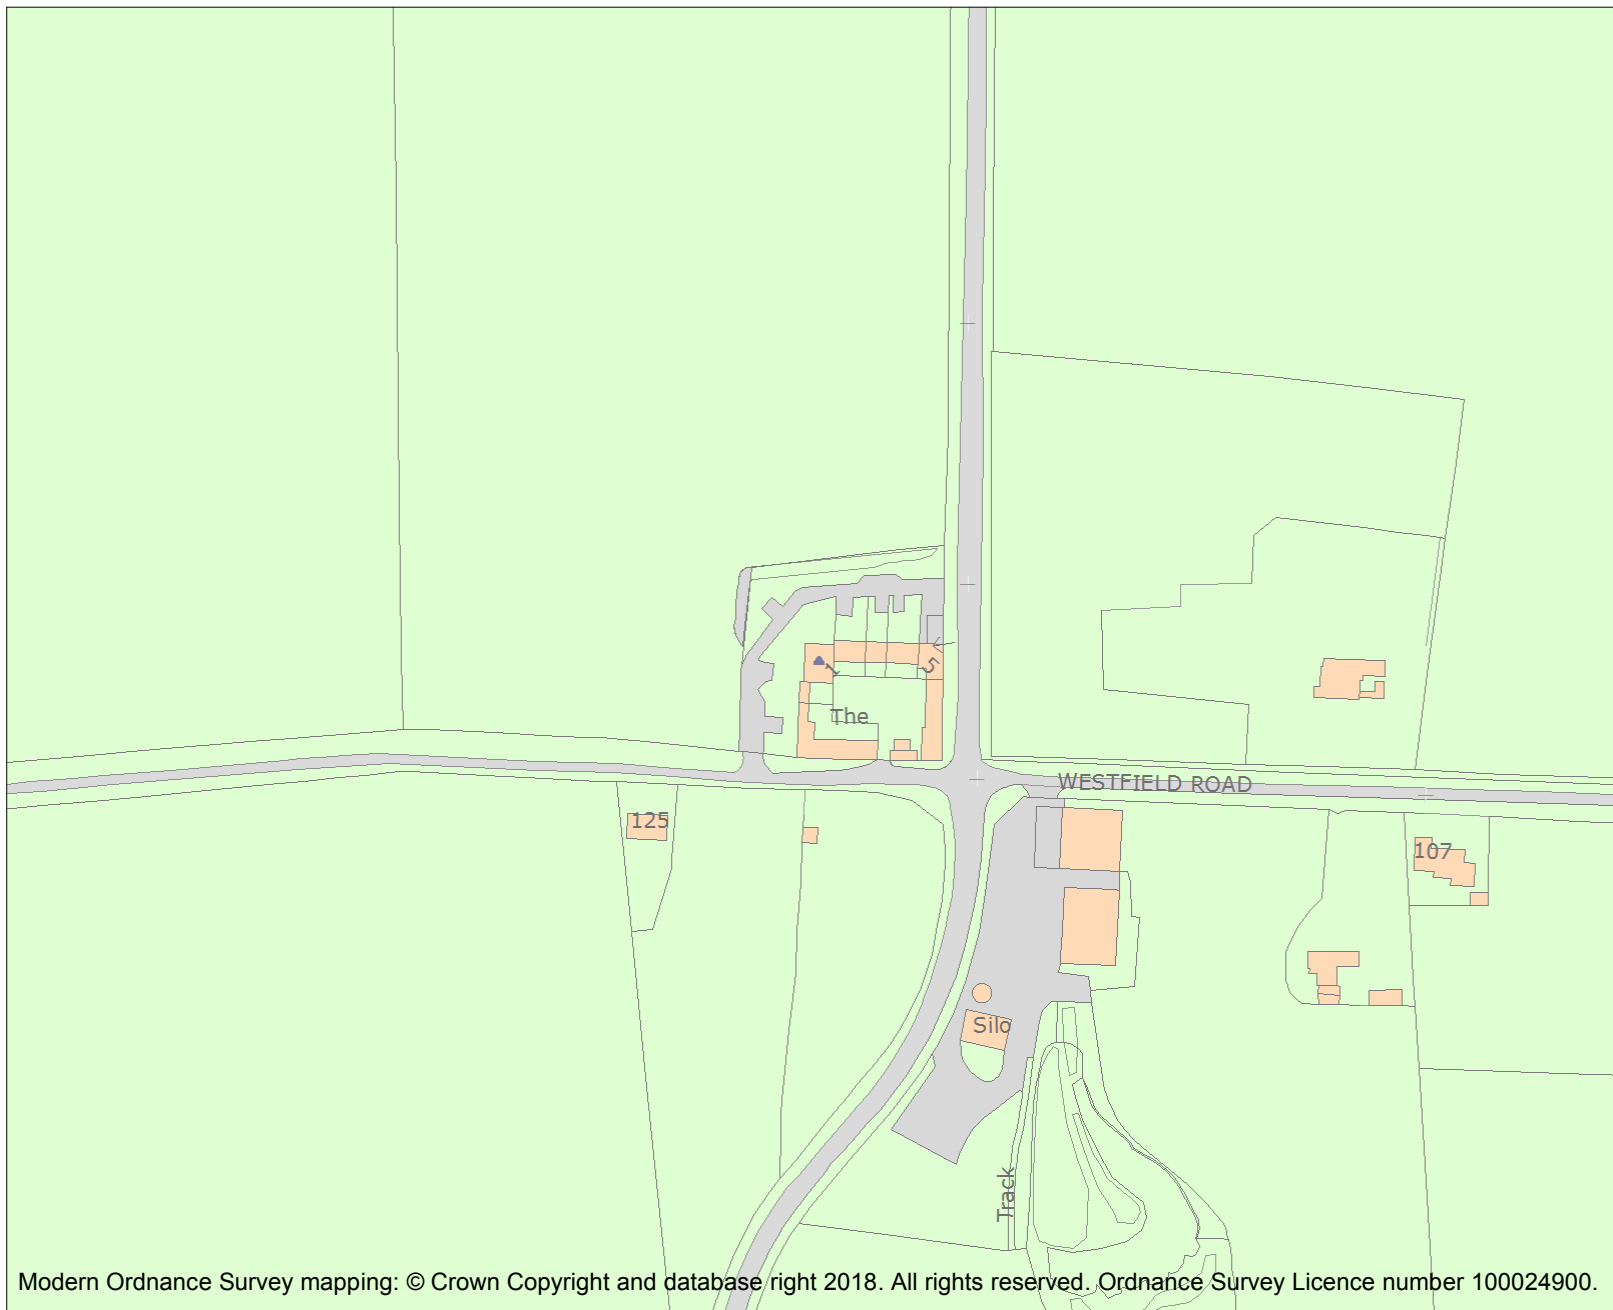 1
5
The
WESTFIELD ROAD
125
107
Silo
Track
Modern Ordnance Survey mapping: © Crown Copyright and database right 2018. All rights reserved. Ordnance Survey Licence number 100024900.